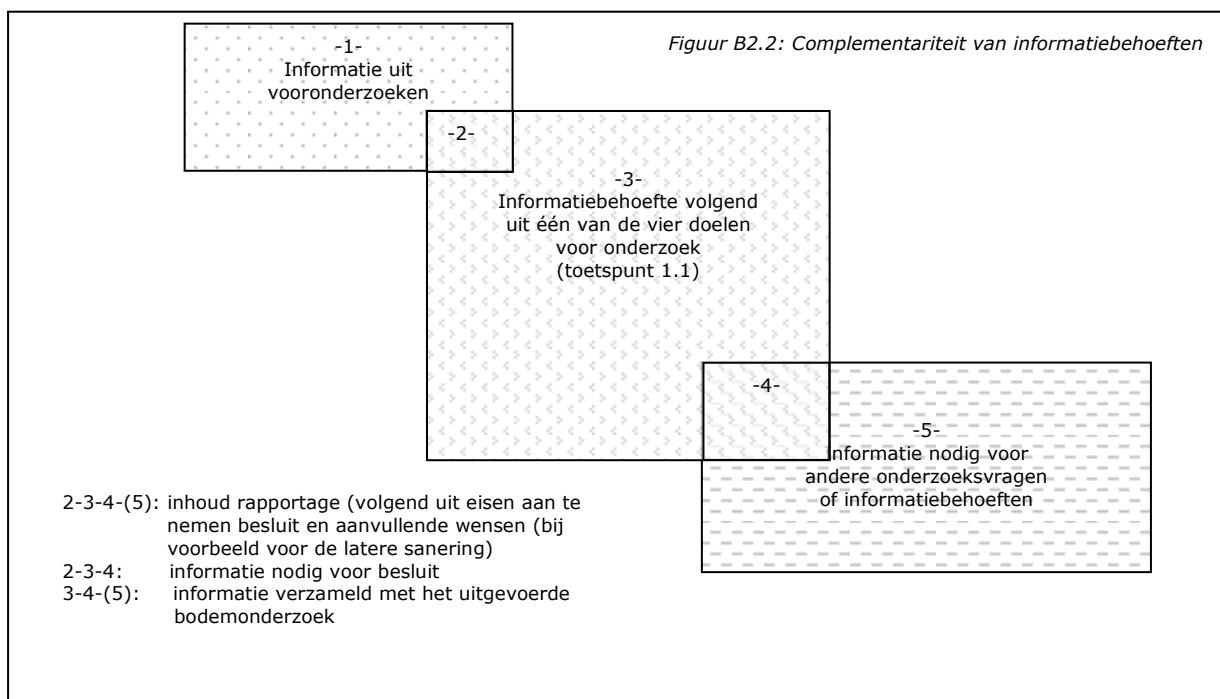 Figuur B2.2: Complementariteit van informatiebehoeften
-1-
Informatie uit
vooronderzoeken
-2-
-3-
Informatiebehoefte volgend
uit één van de vier doelen
voor onderzoek
(toetspunt 1.1)
-4-
-5-
Informatie nodig voor
andere onderzoeksvragen
of informatiebehoeften
2-3-4-(5): inhoud rapportage (volgend uit eisen aan te
nemen besluit en aanvullende wensen (bij
voorbeeld voor de latere sanering)
2-3-4: informatie nodig voor besluit
3-4-(5): informatie verzameld met het uitgevoerde
bodemonderzoek